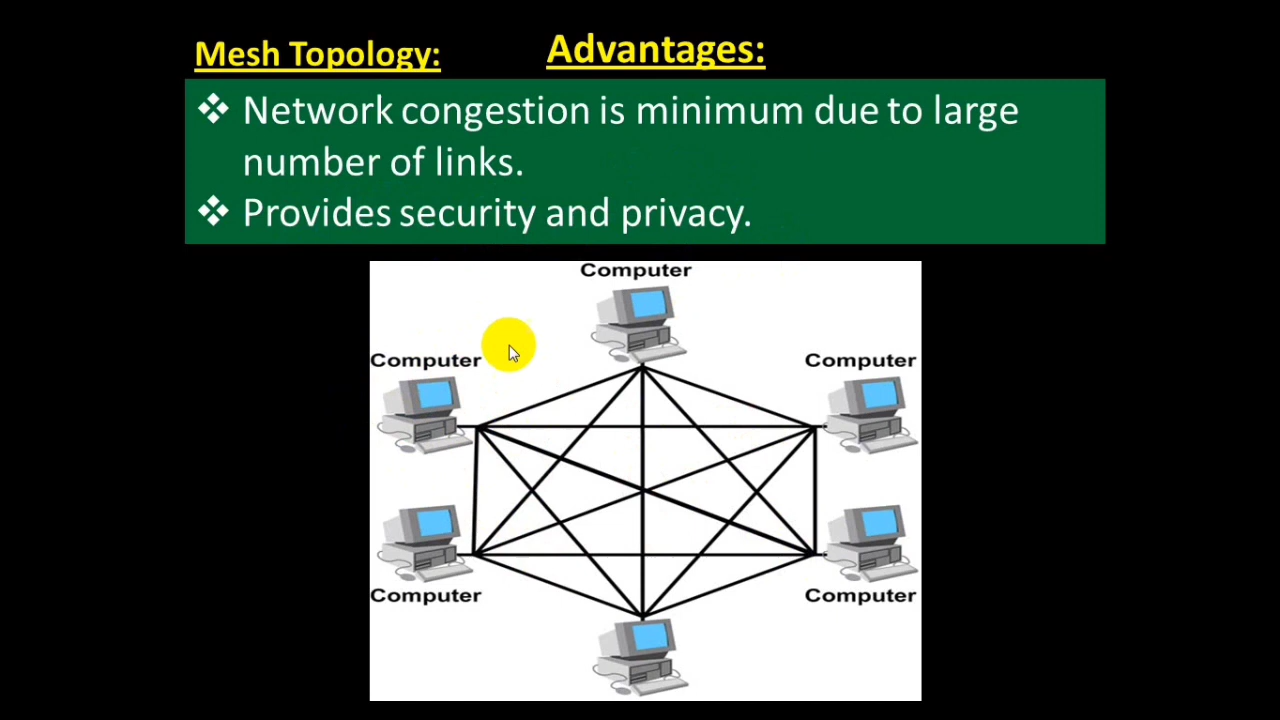 Mesh Topology: Advantages:
❖ Network congestion is minimum due to large
number of links.
❖ Provides security and privacy.
Computer
Computer Computer
Computer Computer